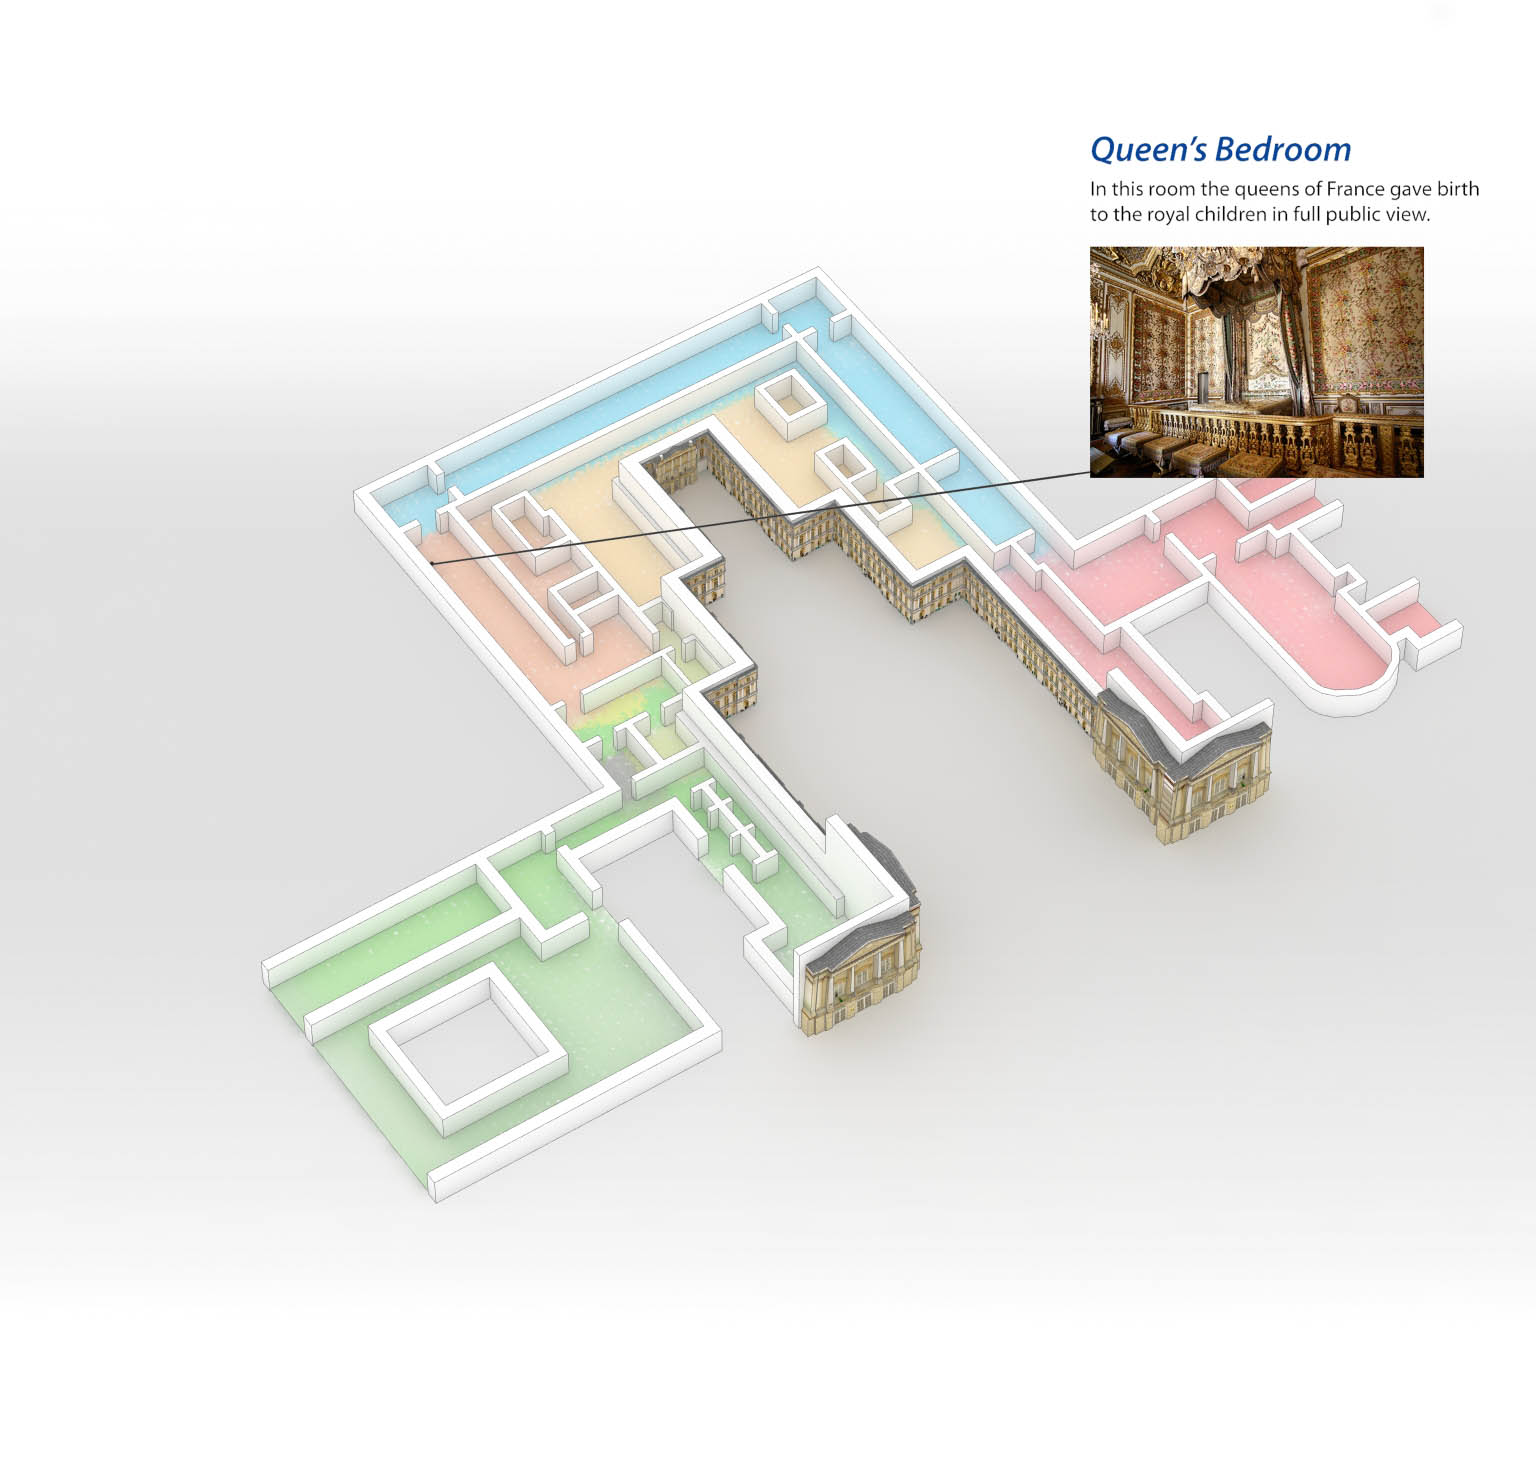 Queen's Bedroom
In this room the queens of France gave birth
to the royal children in full public view.